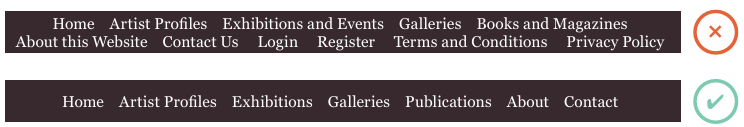 Home Artist Profiles Exhibitions and Events Galleries Books and Magazines
About this Website Contact Us Login Register Terms and Conditions Privacy Policy
Home Artist Profiles Exhibitions Galleries Publications About Contact